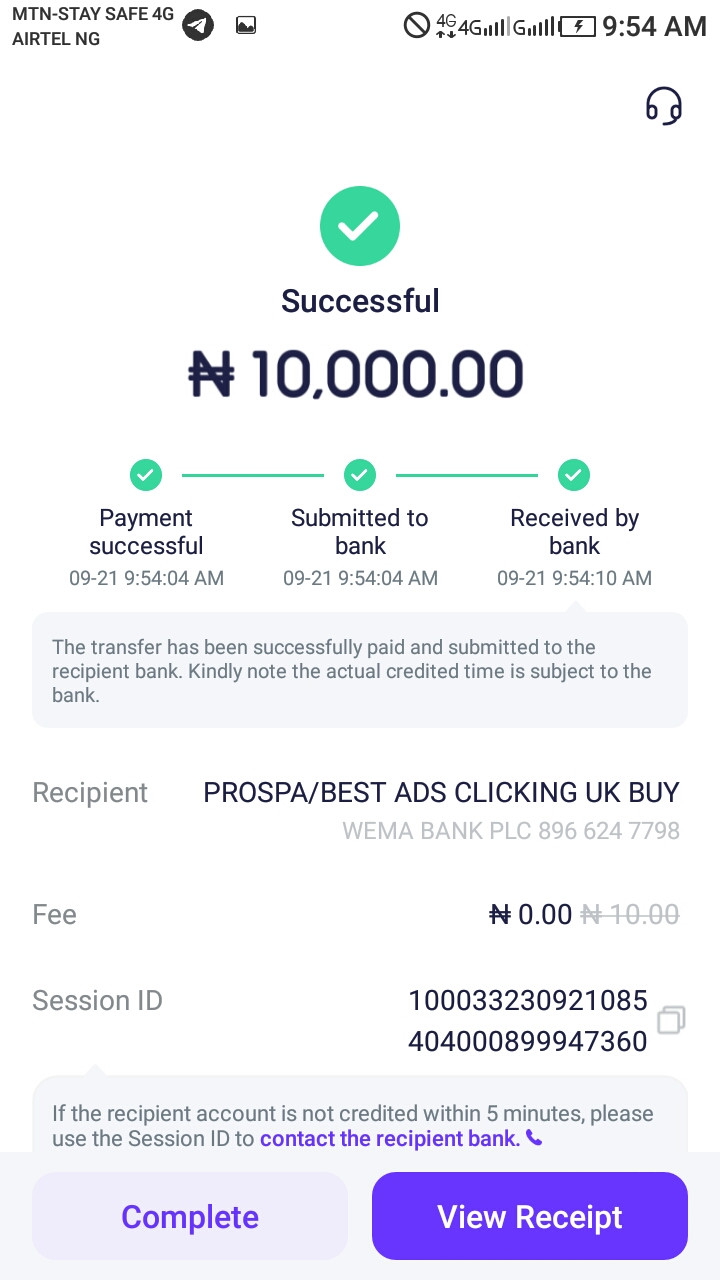 MTN-STAY SAFE 4G
AIRTEL NG
4G 4G G 9:54 AM
Successful
₦ 10,000.00
Payment successful
Submitted to bank
Received by bank
09-21 9:54:04 AM
09-21 9:54:04 AM
09-21 9:54:10 AM
The transfer has been successfully paid and submitted to the
recipient bank. Kindly note the actual credited time is subject to the
bank.
Recipient PROSPA/BEST ADS CLICKING UK BUY
WEMA BANK PLC 896 624 7798
Fee ₦ 0.00 ₦ 10.00
Session ID 100033230921085
404000899947360
If the recipient account is not credited within 5 minutes, please
use the Session ID to contact the recipient bank.
Complete View Receipt